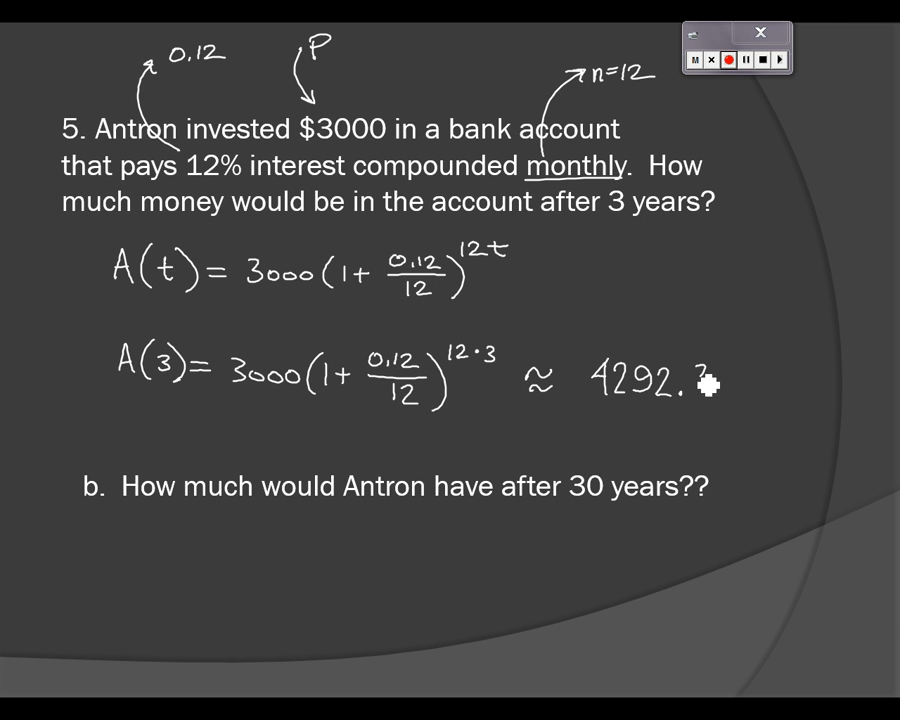 0.12 P
n=12
5. Antron invested $3000 in a bank account
that pays 12% interest compounded monthly. How
much money would be in the account after 3 years?
A(t) = 3000(1+ 0.12/12)^12t
A(3) = 3000(1+ 0.12/12)^12·3 ≈ 4292.
b. How much would Antron have after 30 years??
M